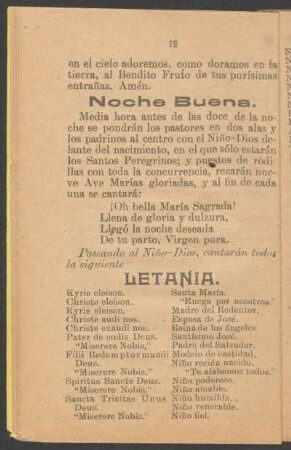 12
en el cielo adoremos, como doramos en la
tierra, al Bendito Fruto de tus purísimas
entrañas. Amén.
Noche Buena.
Media hora antes de las doce de la no-
che se pondrán los pastores en dos alas y
los padrinos al centro con el Niño-Dios de-
lante del nacimiento, en el que sólo estarán
los Santos Peregrinos; y puestos de rodi-
llas con toda la concurrencia, rezarán nue-
ve Ave Marías gloriadas, y al fin de cada
una se cantará:
¡Oh bella María Sagrada!
Llena de gloria y dulzura,
Llegó la noche deseada
De tu parto, Virgen pura.
Paseando al Niño-Dios, cantarán todos
la siguiente
LETANIA.
Kyrie eleison.
Christe eleison.
Kyrie eleison.
Christe audi nos.
Christe exaudi nos.
Pater de cœlis Deus.
"Miserere Nobis."
Filii Redemptor mundi
Deus.
"Miserere Nobis."
Spiritus Sancte Deus.
"Miserere Nobis."
Sancta Trinitas Unus
Deus.
"Miserere Nobis."
Santa María.
"Ruega por nosotros."
Madre del Redentor.
Esposa de José.
Reina de los ángeles.
Santísimo José.
Padre del Salvador.
Modelo de castidad.
Niño recién nacido.
"Te alabamos todos."
Niño poderoso.
Niño amable.
Niño humilde.
Niño venerable.
Niño fiel.